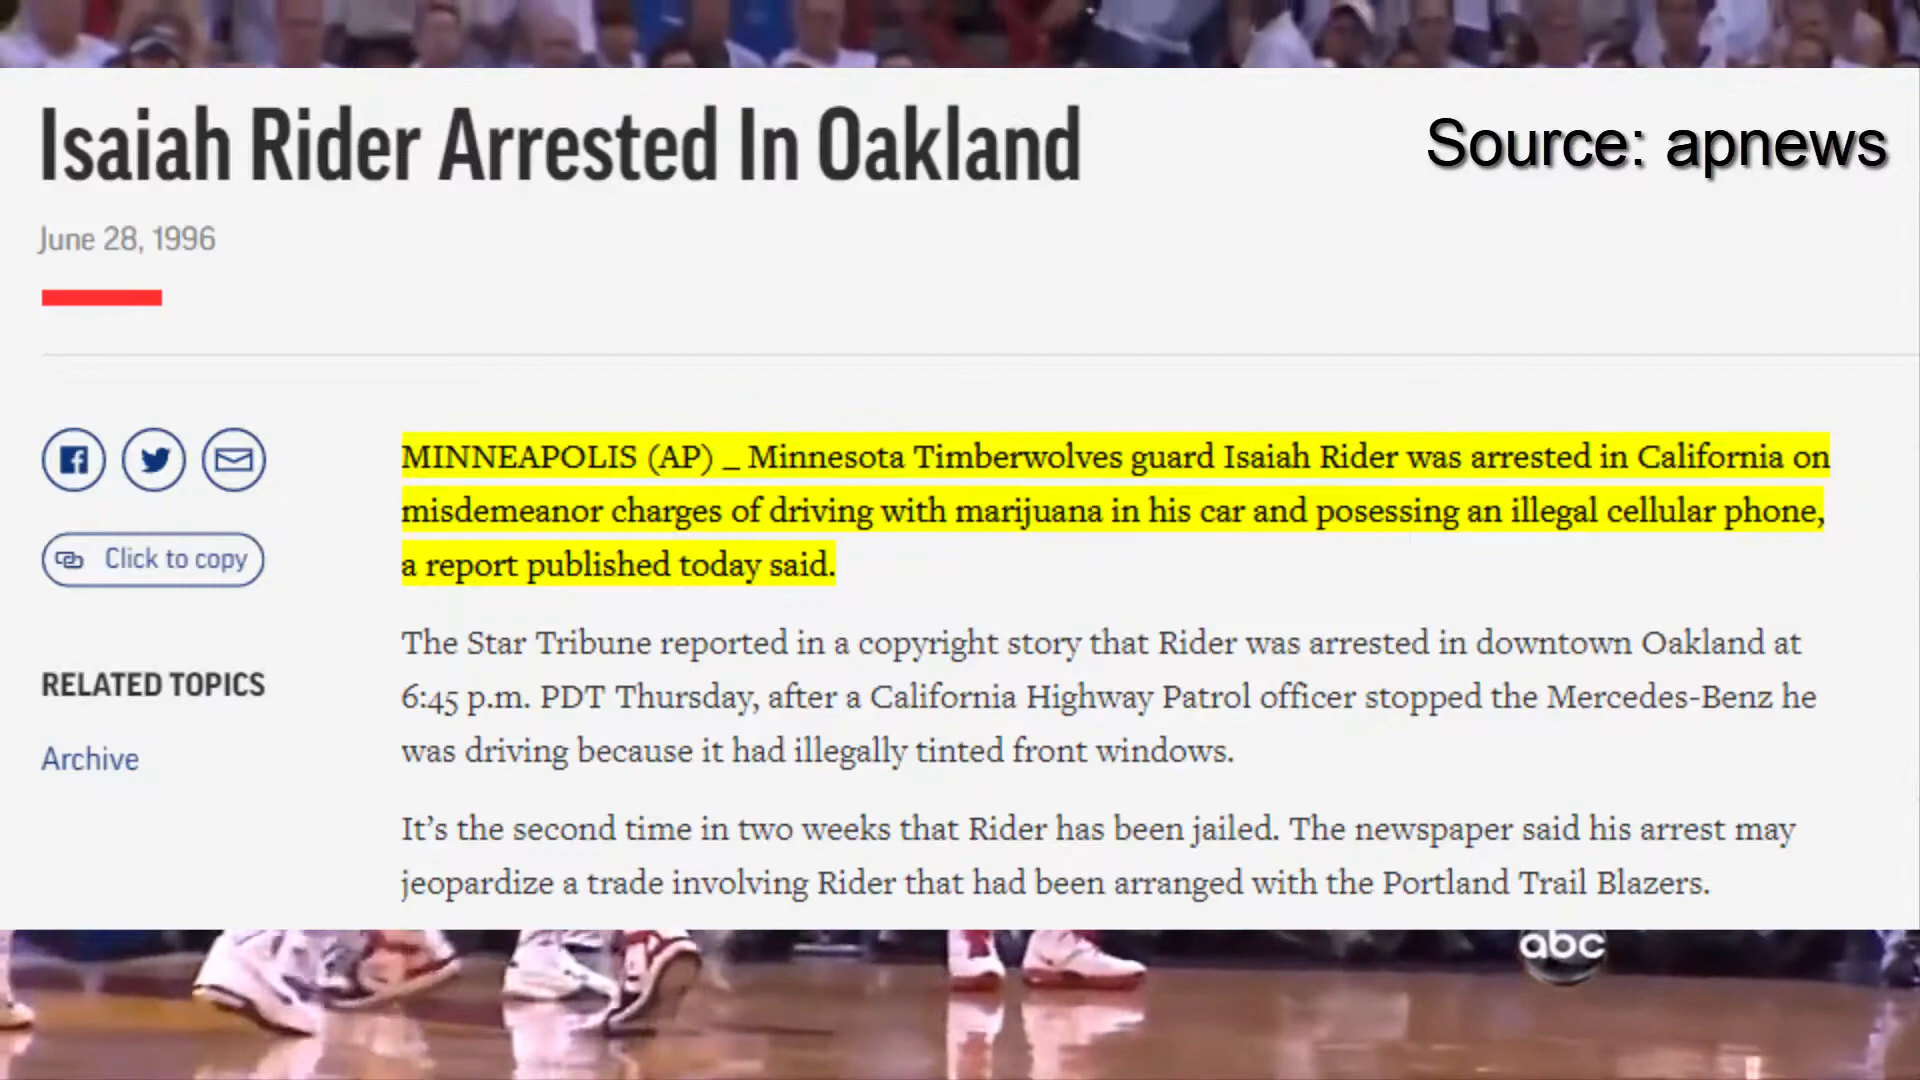 Isaiah Rider Arrested In Oakland
Source: apnews
June 28, 1996
MINNEAPOLIS (AP) _ Minnesota Timberwolves guard Isaiah Rider was arrested in California on
misdemeanor charges of driving with marijuana in his car and posessing an illegal cellular phone,
a report published today said.
Click to copy
The Star Tribune reported in a copyright story that Rider was arrested in downtown Oakland at
6:45 p.m. PDT Thursday, after a California Highway Patrol officer stopped the Mercedes-Benz he
was driving because it had illegally tinted front windows.
RELATED TOPICS
Archive
It’s the second time in two weeks that Rider has been jailed. The newspaper said his arrest may
jeopardize a trade involving Rider that had been arranged with the Portland Trail Blazers.
abc